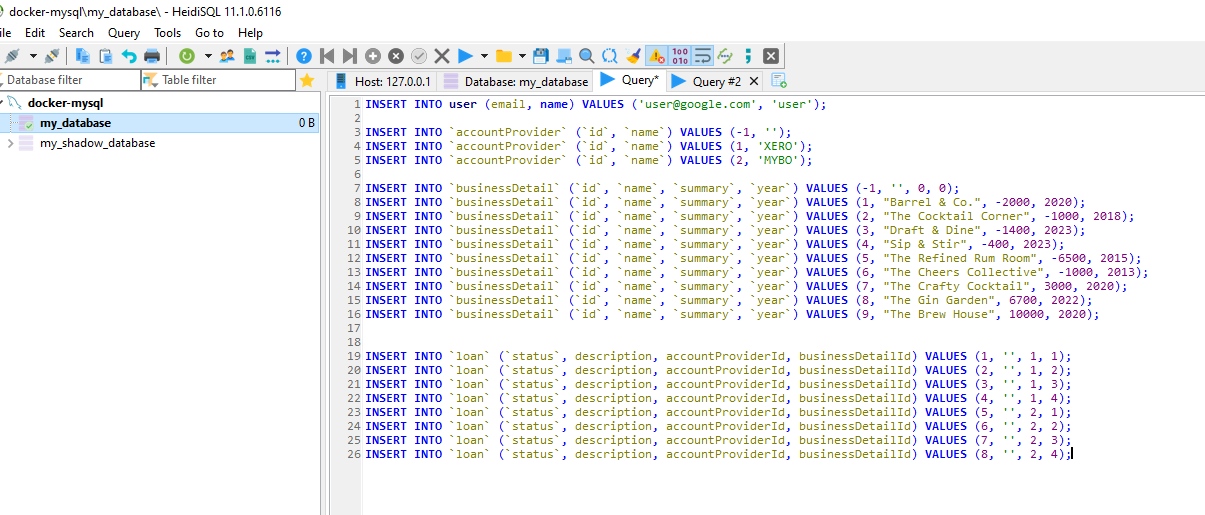 docker-mysql\my_database\ - HeidiSQL 11.1.0.6116
ile Edit Search Query Tools Go to Help
Database filter
Table filter
Host: 127.0.0.1
Database: my_database
Query*
Query #2
docker-mysql
my_database 0 B
my_shadow_database
1 INSERT INTO user (email, name) VALUES ('user@google.com', 'user');
2
3 INSERT INTO `accountProvider` (`id`, `name`) VALUES (-1, '');
4 INSERT INTO `accountProvider` (`id`, `name`) VALUES (1, 'XERO');
5 INSERT INTO `accountProvider` (`id`, `name`) VALUES (2, 'MYBO');
6
7 INSERT INTO `businessDetail` (`id`, `name`, `summary`, `year`) VALUES (-1, '', 0, 0);
8 INSERT INTO `businessDetail` (`id`, `name`, `summary`, `year`) VALUES (1, "Barrel & Co.", -2000, 2020);
9 INSERT INTO `businessDetail` (`id`, `name`, `summary`, `year`) VALUES (2, "The Cocktail Corner", -1000, 2018);
10 INSERT INTO `businessDetail` (`id`, `name`, `summary`, `year`) VALUES (3, "Draft & Dine", -1400, 2023);
11 INSERT INTO `businessDetail` (`id`, `name`, `summary`, `year`) VALUES (4, "Sip & Stir", -400, 2023);
12 INSERT INTO `businessDetail` (`id`, `name`, `summary`, `year`) VALUES (5, "The Refined Rum Room", -6500, 2015);
13 INSERT INTO `businessDetail` (`id`, `name`, `summary`, `year`) VALUES (6, "The Cheers Collective", -1000, 2013);
14 INSERT INTO `businessDetail` (`id`, `name`, `summary`, `year`) VALUES (7, "The Crafty Cocktail", 3000, 2020);
15 INSERT INTO `businessDetail` (`id`, `name`, `summary`, `year`) VALUES (8, "The Gin Garden", 6700, 2022);
16 INSERT INTO `businessDetail` (`id`, `name`, `summary`, `year`) VALUES (9, "The Brew House", 10000, 2020);
17
18
19 INSERT INTO `loan` (`status`, description, accountProviderId, businessDetailId) VALUES (1, '', 1, 1);
20 INSERT INTO `loan` (`status`, description, accountProviderId, businessDetailId) VALUES (2, '', 1, 2);
21 INSERT INTO `loan` (`status`, description, accountProviderId, businessDetailId) VALUES (3, '', 1, 3);
22 INSERT INTO `loan` (`status`, description, accountProviderId, businessDetailId) VALUES (4, '', 1, 4);
23 INSERT INTO `loan` (`status`, description, accountProviderId, businessDetailId) VALUES (5, '', 2, 1);
24 INSERT INTO `loan` (`status`, description, accountProviderId, businessDetailId) VALUES (6, '', 2, 2);
25 INSERT INTO `loan` (`status`, description, accountProviderId, businessDetailId) VALUES (7, '', 2, 3);
26 INSERT INTO `loan` (`status`, description, accountProviderId, businessDetailId) VALUES (8, '', 2, 4);